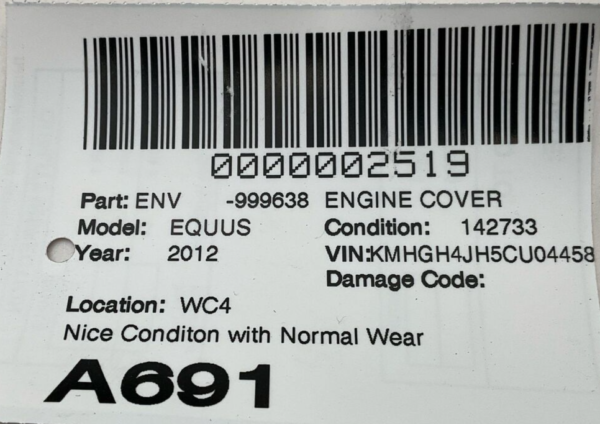 0000002519
Part: ENV -999638 ENGINE COVER
Model: EQUUS Condition: 142733
Year: 2012 VIN:KMHGH4JH5CU04458
Damage Code:
Location: WC4
Nice Conditon with Normal Wear
A691